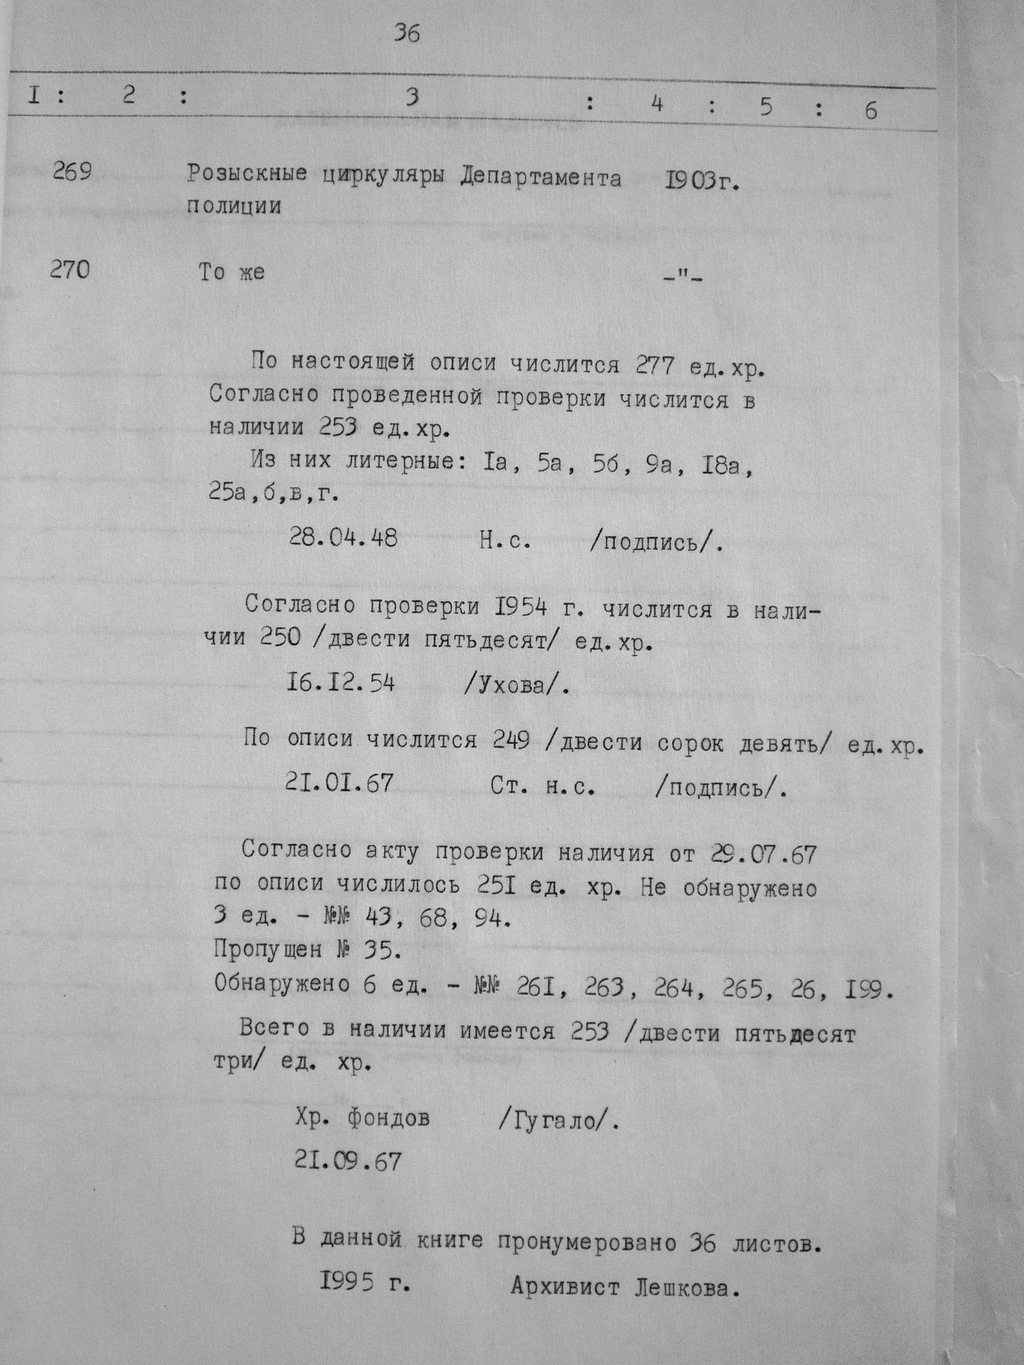 36
I : 2 : 3 : 4 : 5 : 6
269 Розыскные циркуляры Департамента I903г.
полиции
270 То же -"-
По настоящей описи числится 277 ед.хр.
Согласно проведенной проверки числится в
наличии 253 ед.хр.
Из них литерные: Iа, 5а, 5б, 9а, I8а,
25а,б,в,г.
28.04.48 Н.с. /подпись/.
Согласно проверки I954 г. числится в нали-
чии 250 /двести пятьдесят/ ед.хр.
I6.I2.54 /Ухова/.
По описи числится 249 /двести сорок девять/ ед.хр.
2I.0I.67 Ст. н.с. /подпись/.
Согласно акту проверки наличия от 29.07.67
по описи числилось 25I ед. хр. Не обнаружено
3 ед. - №№ 43, 68, 94.
Пропущен № 35.
Обнаружено 6 ед. - №№ 26I, 263, 264, 265, 26, I99.
Всего в наличии имеется 253 /двести пятьдесят
три/ ед. хр.
Хр. фондов /Гугало/.
2I.09.67
В данной книге пронумеровано 36 листов.
I995 г. Архивист Лешкова.